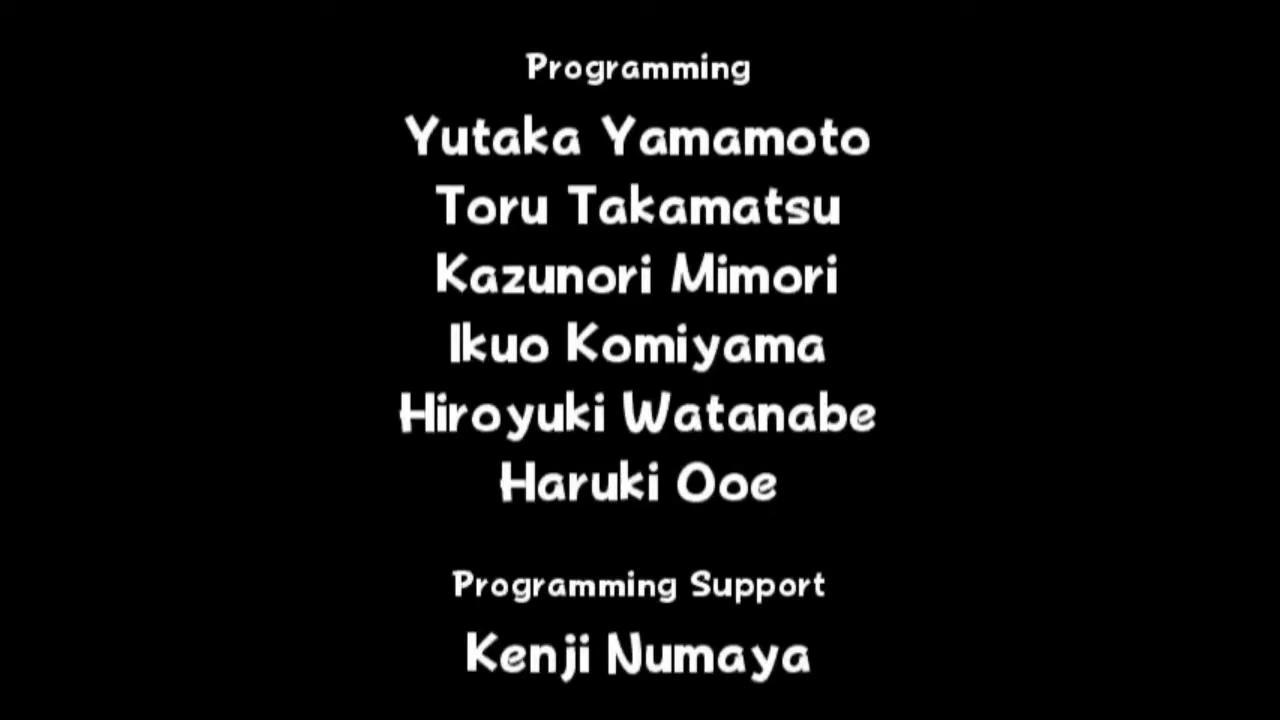 Programming
Yutaka Yamamoto
Toru Takamatsu
Kazunori Mimori
Ikuo Komiyama
Hiroyuki Watanabe
Haruki Ooe
Programming Support
Kenji Numaya